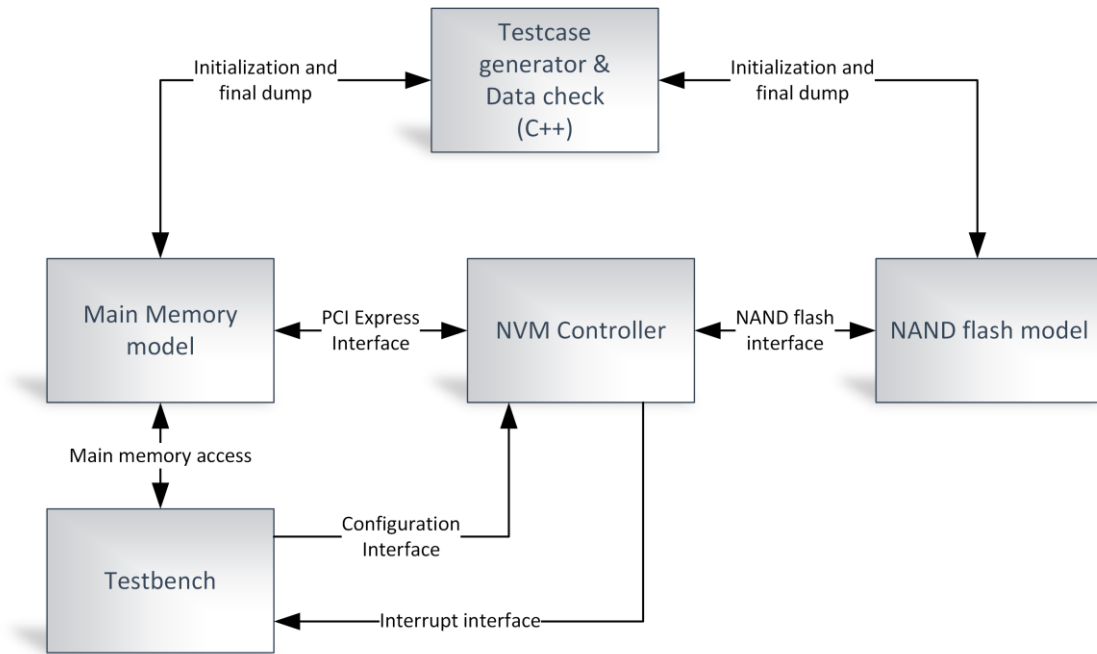 Testcase
generator &
Data check
(C++)
Initialization and
final dump
Initialization and
final dump
Main Memory
model
PCI Express
Interface
NVM Controller
NAND flash
interface
NAND flash model
Main memory access
Configuration
Interface
Testbench
Interrupt interface